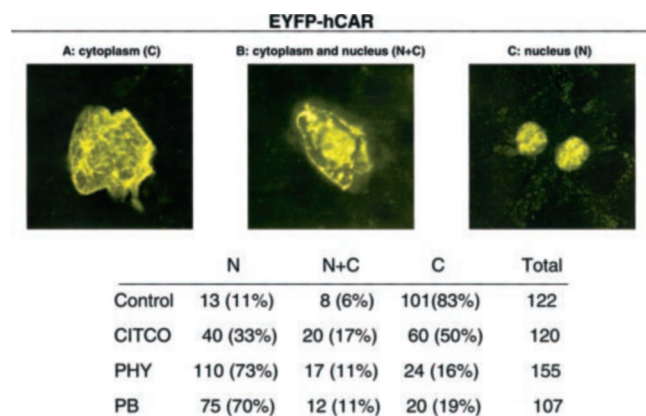 EYFP-hCAR
A: cytoplasm (C) B: cytoplasm and nucleus (N+C) C: nucleus (N)
N N+C C Total
Control 13 (11%) 8 (6%) 101(83%) 122
CITCO 40 (33%) 20 (17%) 60 (50%) 120
PHY 110 (73%) 17 (11%) 24 (16%) 155
PB 75 (70%) 12 (11%) 20 (19%) 107